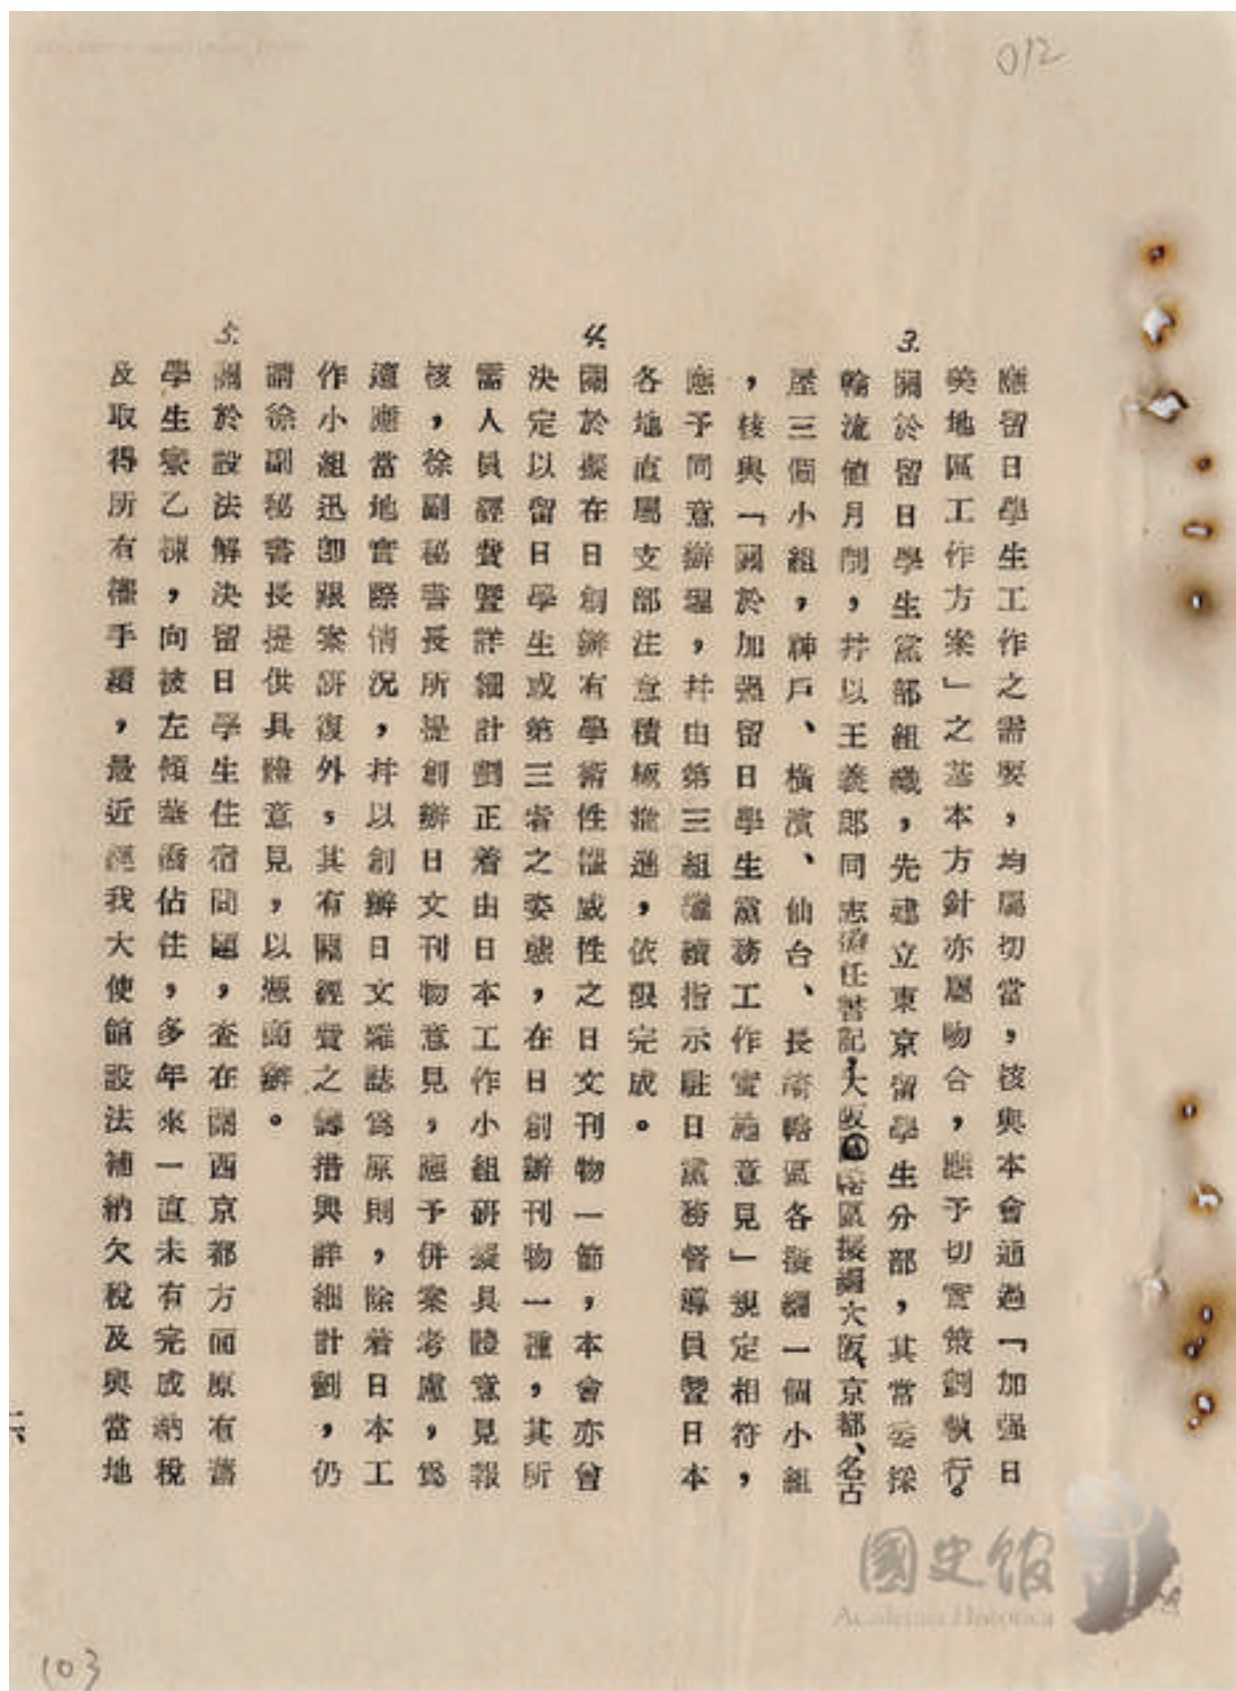 012
應留日學生工作之需要，均屬切當，核與本會通過「加强日
美地區工作方案」之基本方針亦屬吻合，應予切實策劃執行。
3.關於留日學生黨部組織，先建立東京留學生分部，其常委採
輪流值月制，幷以王義郎同志擔任書記，大阪區擬編大阪、京都、名古
屋三個小組，神戶、橫濱、仙台、長崎區各擬編一個小組
，核與「關於加强留日學生黨務工作實施意見」規定相符，
應予同意辦理，幷由第三組繼續指示駐日黨務督導員暨日本
各地直屬支部注意積極推進，依限完成。
4.關於擬在日創辦有學術性權威性之日文刊物一節，本會亦曾
決定以留日學生或第三者之姿態，在日創辦刊物一種，其所
需人員經費暨詳細計劃正着由日本工作小組研擬具體意見報
核，徐副秘書長所提創辦日文刊物意見，應予併案考慮，爲
適應當地實際情況，幷以創辦日文雜誌爲原則，除着日本工
作小組迅卽跟案研復外，其有關經費之籌措與詳細計劃，仍
請徐副秘書長提供具體意見，以憑商辦。
5.關於設法解決留日學生住宿問題，查在關西京都方面原有舊
學生寮乙棟，向被左傾華僑佔住，多年來一直未有完成納稅
及取得所有權手續，最近經我大使館設法補納欠稅及與當地
六
103
國史館
Academia Historica